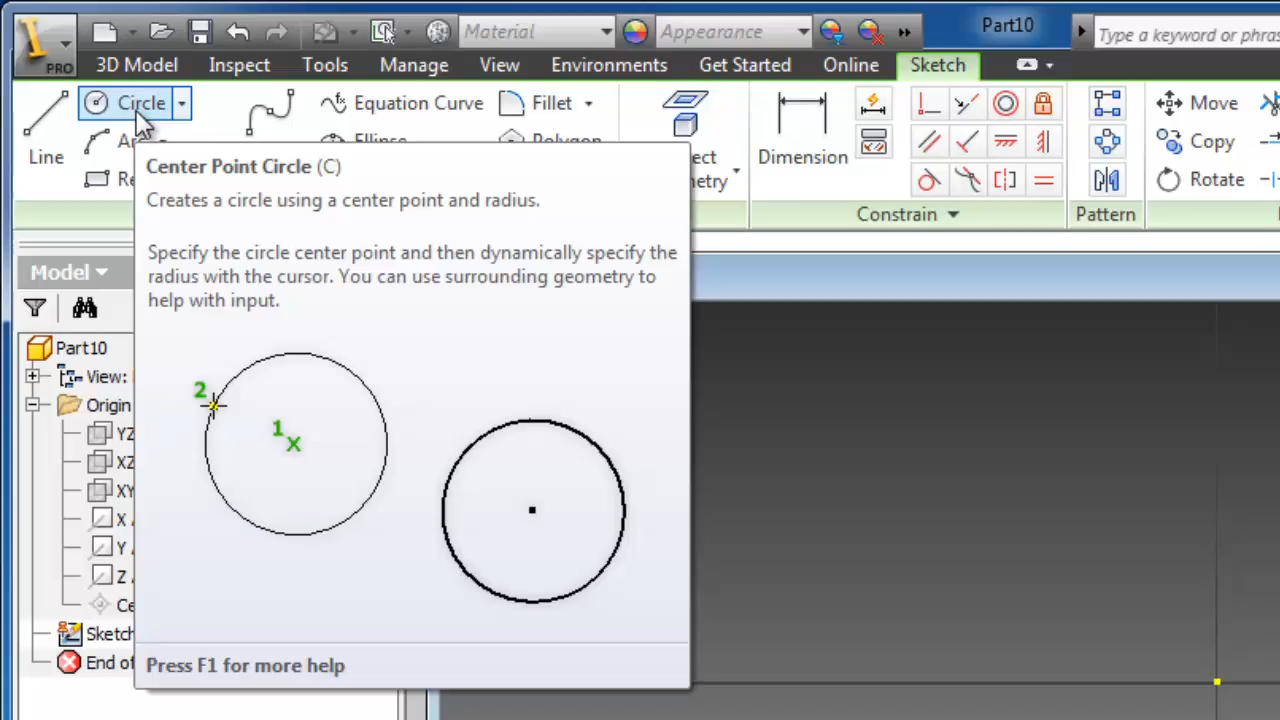 Material
Appearance
Part10
Type a keyword or phras
PRO
3D Model
Inspect
Tools
Manage
View
Environments
Get Started
Online
Sketch
Circle
Equation Curve
Fillet
Move
Ellipse
Polygon
Copy
Line
Dimension
Rotate
Constrain
Pattern
Center Point Circle (C)
Creates a circle using a center point and radius.
Specify the circle center point and then dynamically specify the
radius with the cursor. You can use surrounding geometry to
help with input.
2
1
Press F1 for more help
Model
Part10
View:
Origin
YZ
XZ
XY
X
Y
Z
Ce
Sketch
End of